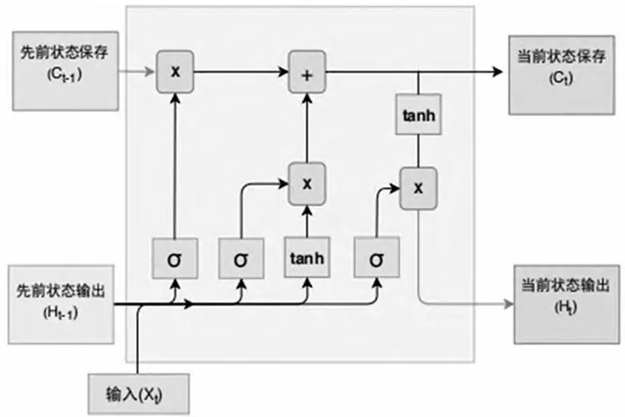 先前状态保存
(Ct-1)
当前状态保存
(Ct)
x
+
tanh
x
x
σ
σ
tanh
σ
先前状态输出
(Ht-1)
当前状态输出
(Ht)
输入(Xt)